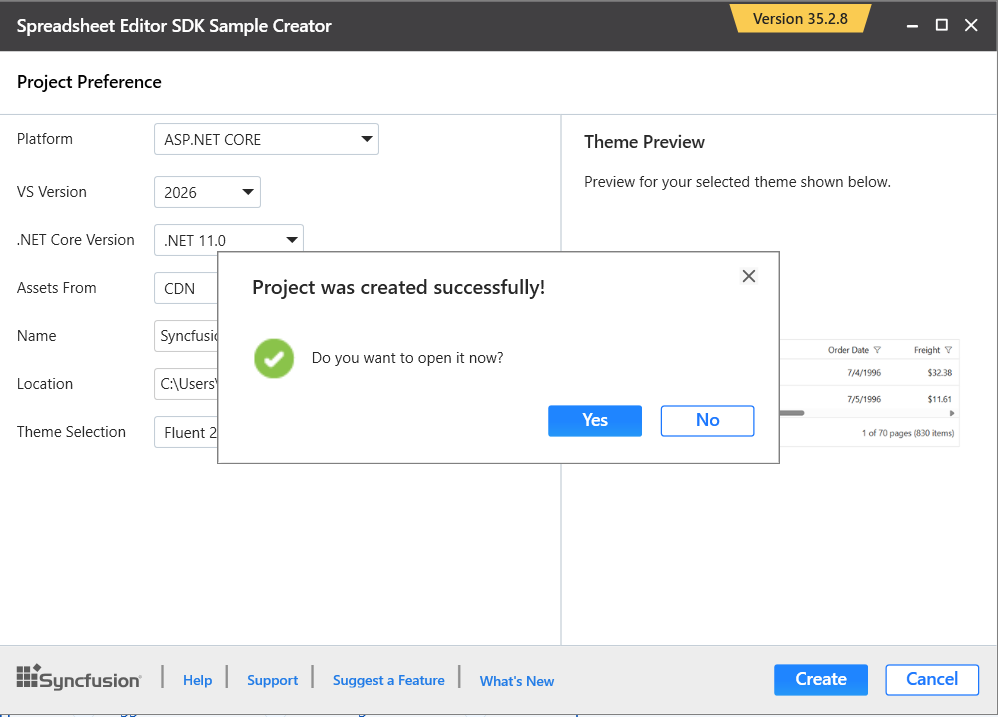 Spreadsheet Editor SDK Sample Creator
Version 35.2.8
Project Preference
Platform
ASP.NET CORE
VS Version
2026
.NET Core Version
.NET 11.0
Assets From
CDN
Name
Location
C:\Users\
Theme Selection
Fluent 2
Theme Preview
Preview for your selected theme shown below.
Order Date Freight
7/4/1996 $32.38
7/5/1996 $11.61
1 of 70 pages (830 items)
Project was created successfully!
Do you want to open it now?
Yes No
Syncfusion
Help
Support
Suggest a Feature
What's New
Create Cancel